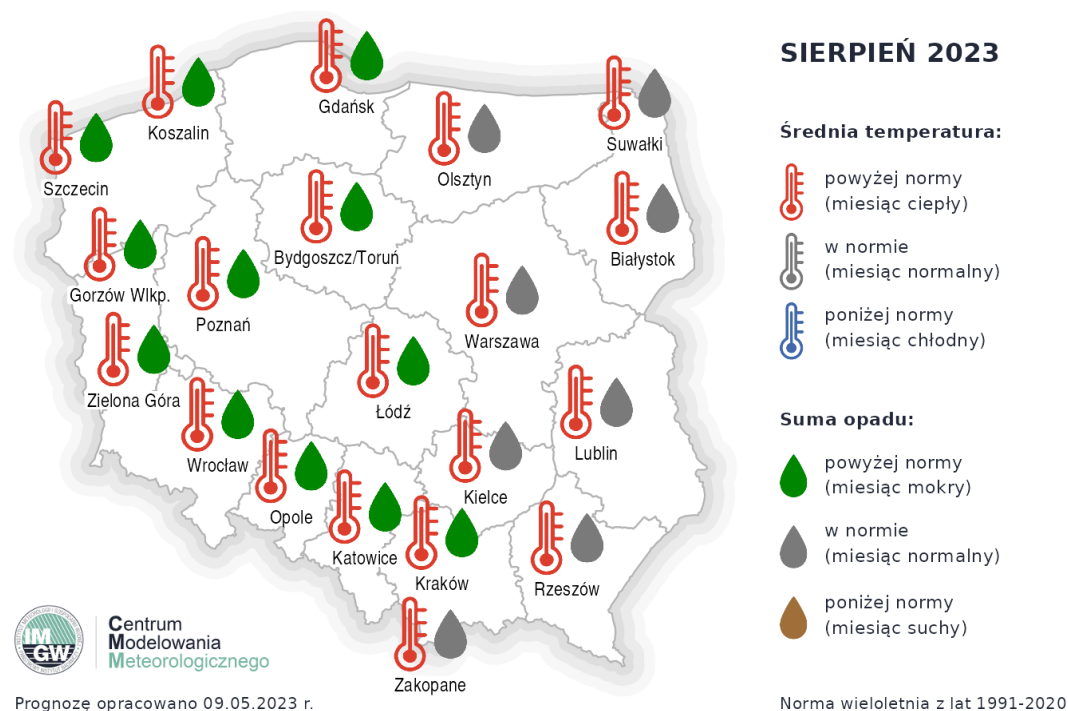 SIERPIEŃ 2023
Gdańsk
Koszalin
Suwałki
Olsztyn
Szczecin
Bydgoszcz/Toruń
Białystok
Gorzów Wlkp.
Poznań
Warszawa
Zielona Góra
Łódź
Lublin
Wrocław
Kielce
Opole
Katowice
Kraków
Rzeszów
Zakopane
Średnia temperatura:
powyżej normy
(miesiąc ciepły)
w normie
(miesiąc normalny)
poniżej normy
(miesiąc chłodny)
Suma opadu:
powyżej normy
(miesiąc mokry)
w normie
(miesiąc normalny)
poniżej normy
(miesiąc suchy)
IM
GW
Centrum
Modelowania
Meteorologicznego
Prognozę opracowano 09.05.2023 r.
Norma wieloletnia z lat 1991-2020